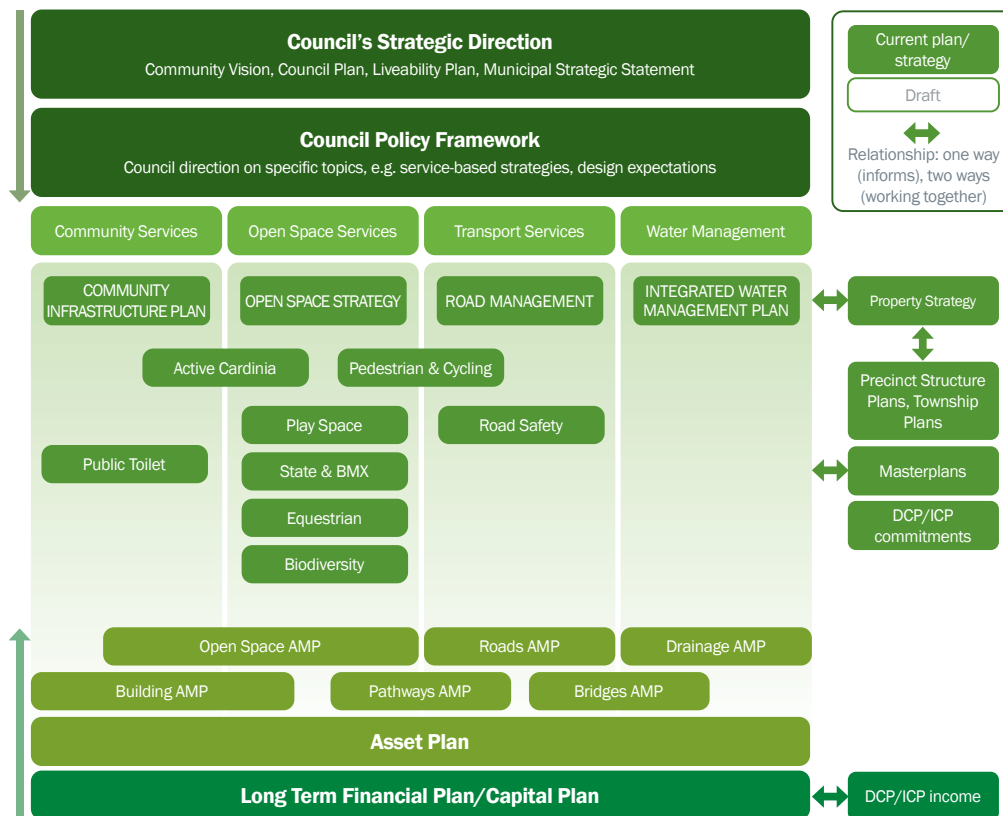 Council's Strategic Direction
Community Vision, Council Plan, Liveability Plan, Municipal Strategic Statement
Council Policy Framework
Council direction on specific topics, e.g. service-based strategies, design expectations
Current plan/
strategy
Draft
Relationship: one way
(informs), two ways
(working together)
Community Services
Open Space Services
Transport Services
Water Management
COMMUNITY
INFRASTRUCTURE PLAN
OPEN SPACE STRATEGY
ROAD MANAGEMENT
INTEGRATED WATER
MANAGEMENT PLAN
Property Strategy
Active Cardinia
Pedestrian & Cycling
Precinct Structure
Plans, Township
Plans
Play Space
Road Safety
Public Toilet
State & BMX
Masterplans
Equestrian
DCP/ICP
commitments
Biodiversity
Open Space AMP
Roads AMP
Drainage AMP
Building AMP
Pathways AMP
Bridges AMP
Asset Plan
Long Term Financial Plan/Capital Plan
DCP/ICP income